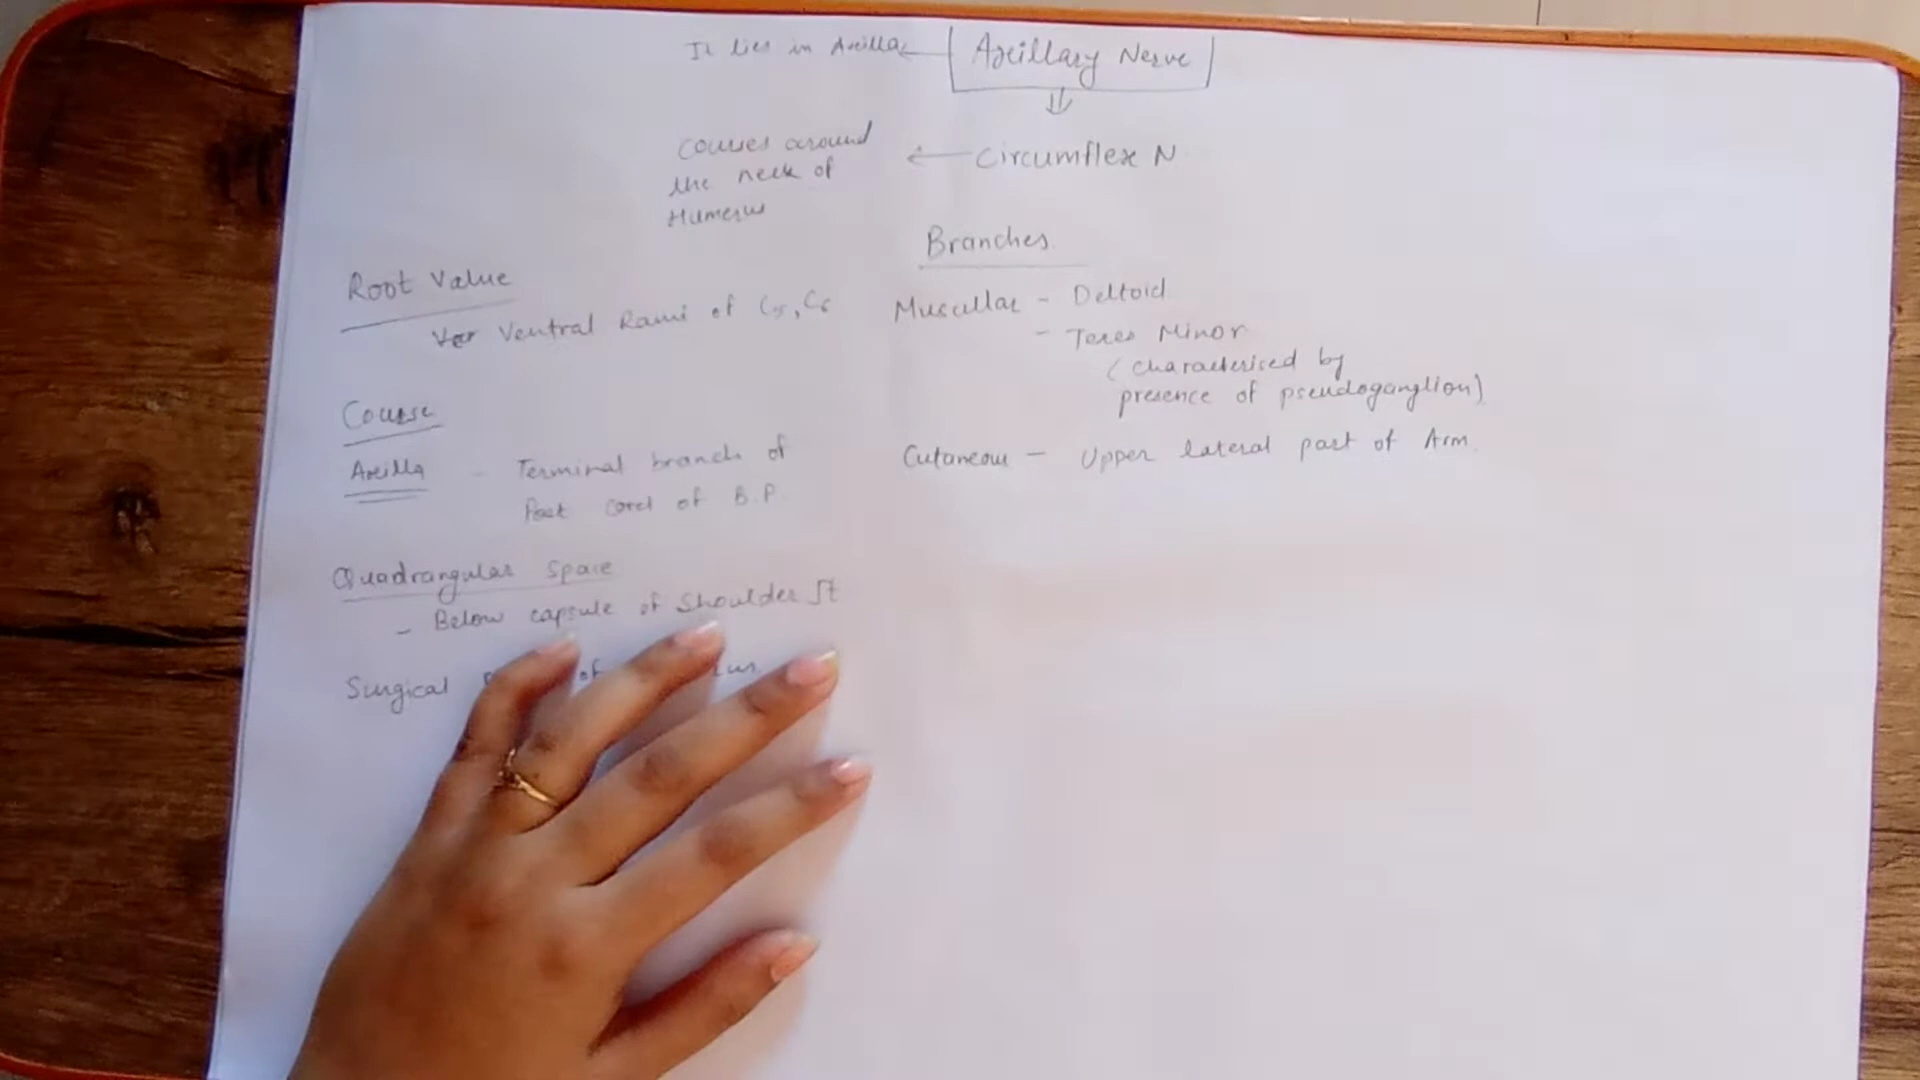 It lies in Axilla
Axillary Nerve
Circumflex N
courses around
the neck of
Humerus
Root Value
Ventral Rami of C5, C6
Course
Axilla - Terminal branch of
Post cord of B.P.
Quadrangular Space
- Below capsule of Shoulder Jt
Surgical of
Branches
Muscular - Deltoid
- Teres Minor
(characterised by
presence of pseudoganglion)
Cutaneous - Upper lateral part of Arm.